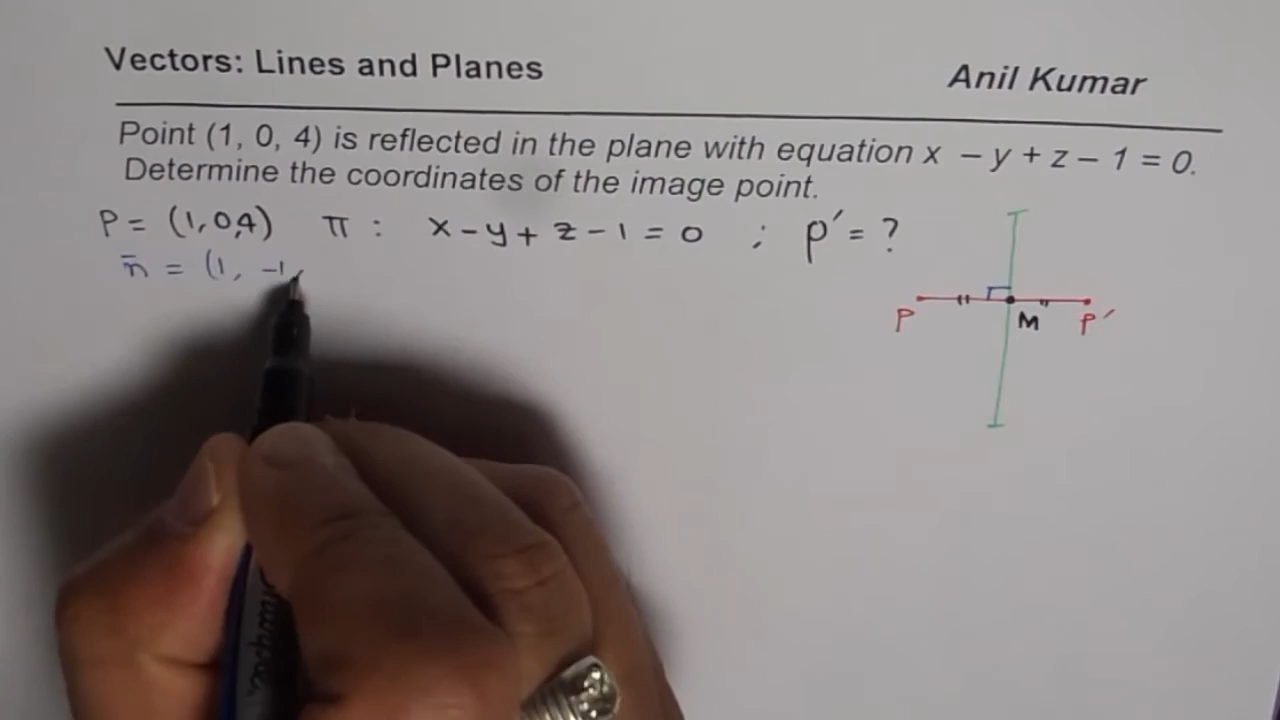 Vectors: Lines and Planes
Anil Kumar
Point (1, 0, 4) is reflected in the plane with equation x – y + z – 1 = 0.
Determine the coordinates of the image point.
P = (1,0,4) π : x-y+z-1=0 ; P' = ?
n̄ = (1, -1,
P M P'
Sharpie